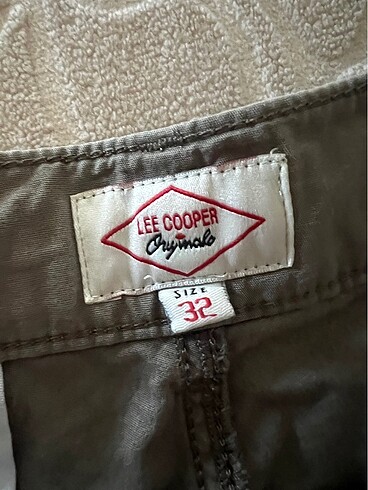 LEE COOPER
Originals
SIZE
32